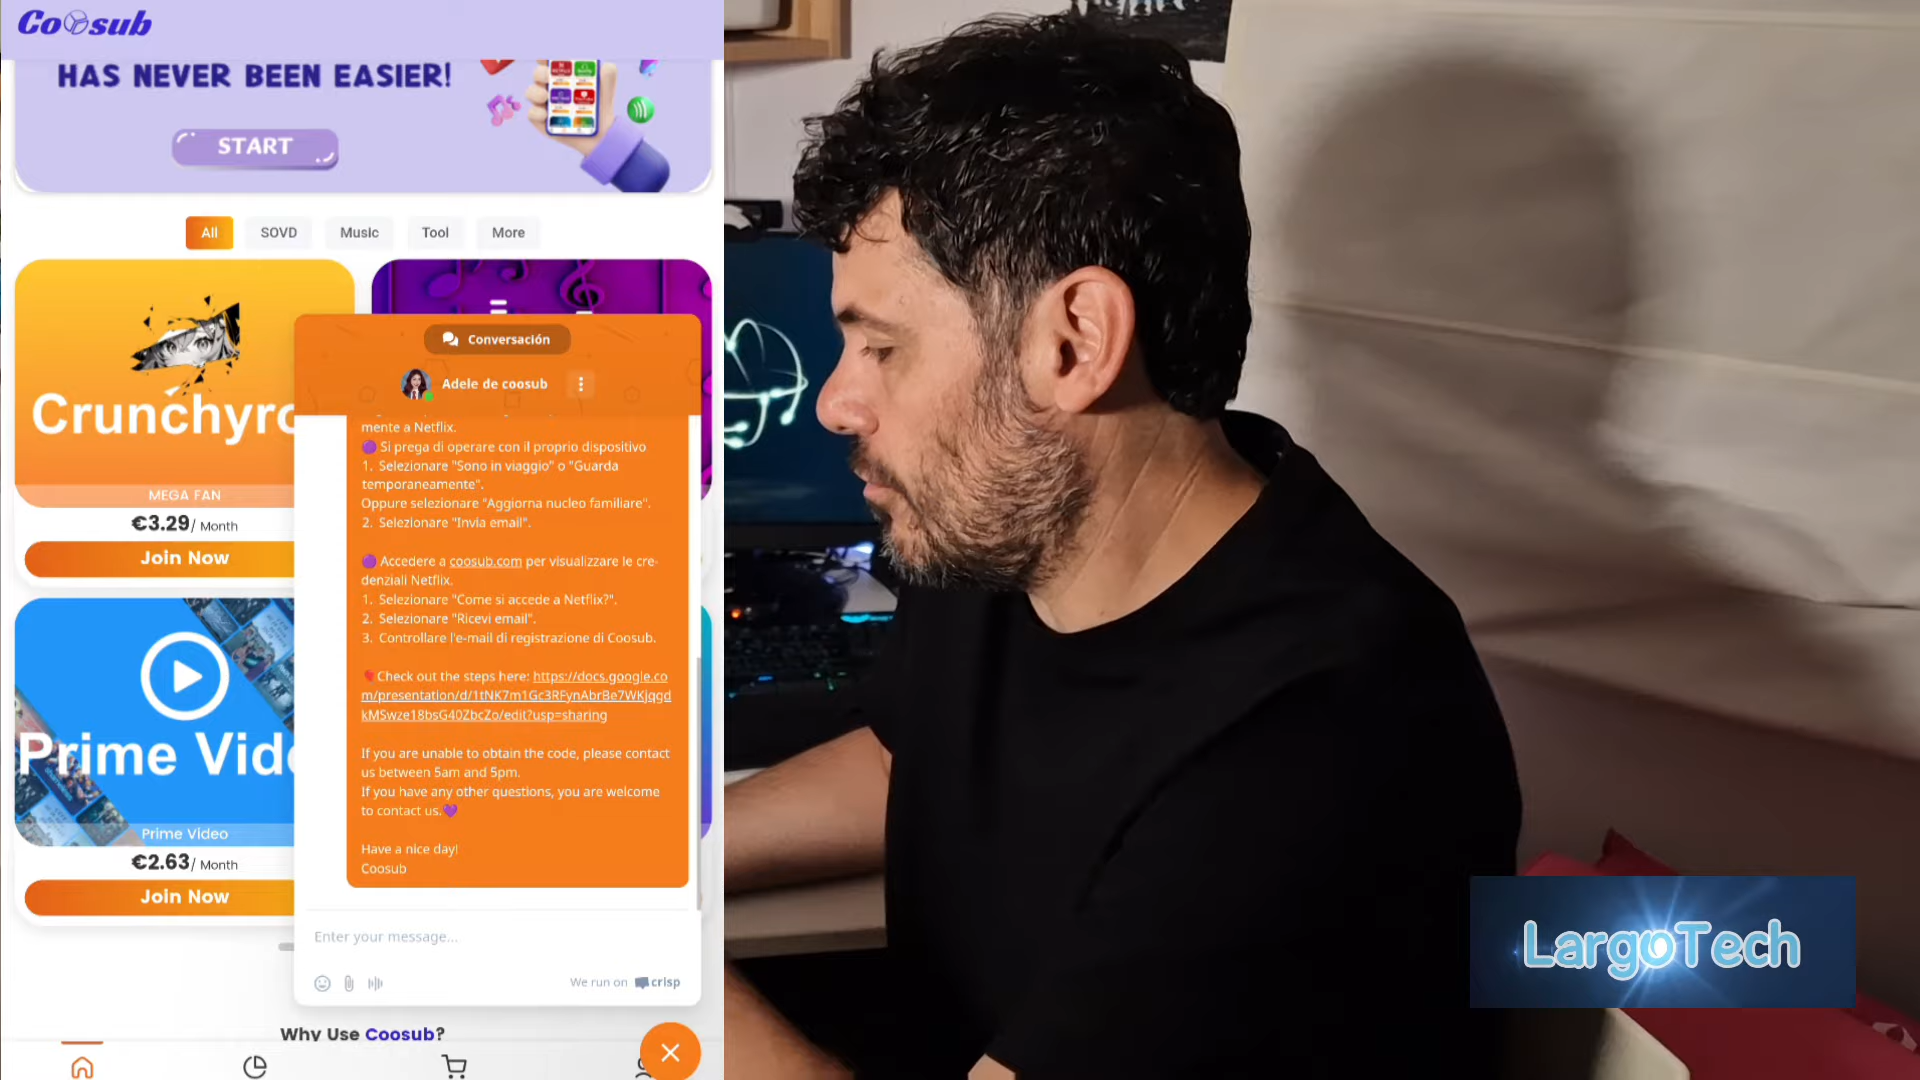 Coosub
HAS NEVER BEEN EASIER!
START
All
SOVD
Music
Tool
More
Crunchyro
MEGA FAN
€3.29/ Month
Join Now
Prime Vid
Prime Video
€2.63/ Month
Join Now
Conversación
Adele de coosub
mente a Netflix.
Si prega di operare con il proprio dispositivo
1. Selezionare "Sono in viaggio" o "Guarda
temporaneamente".
Oppure selezionare "Aggiorna nucleo familiare".
2. Selezionare "Invia email".
Accedere a coosub.com per visualizzare le cre-
denziali Netflix.
1. Selezionare "Come si accede a Netflix?".
2. Selezionare "Ricevi email".
3. Controllare l'e-mail di registrazione di Coosub.
Check out the steps here: https://docs.google.co
m/presentation/d/1tNK7m1Gc3RFynAbrBe7WKjqgd
kMSwze18bsG40ZbcZo/edit?usp=sharing
If you are unable to obtain the code, please contact
us between 5am and 5pm.
If you have any other questions, you are welcome
to contact us.
Have a nice day!
Coosub
Enter your message...
We run on crisp
Why Use Coosub?
LargoTech